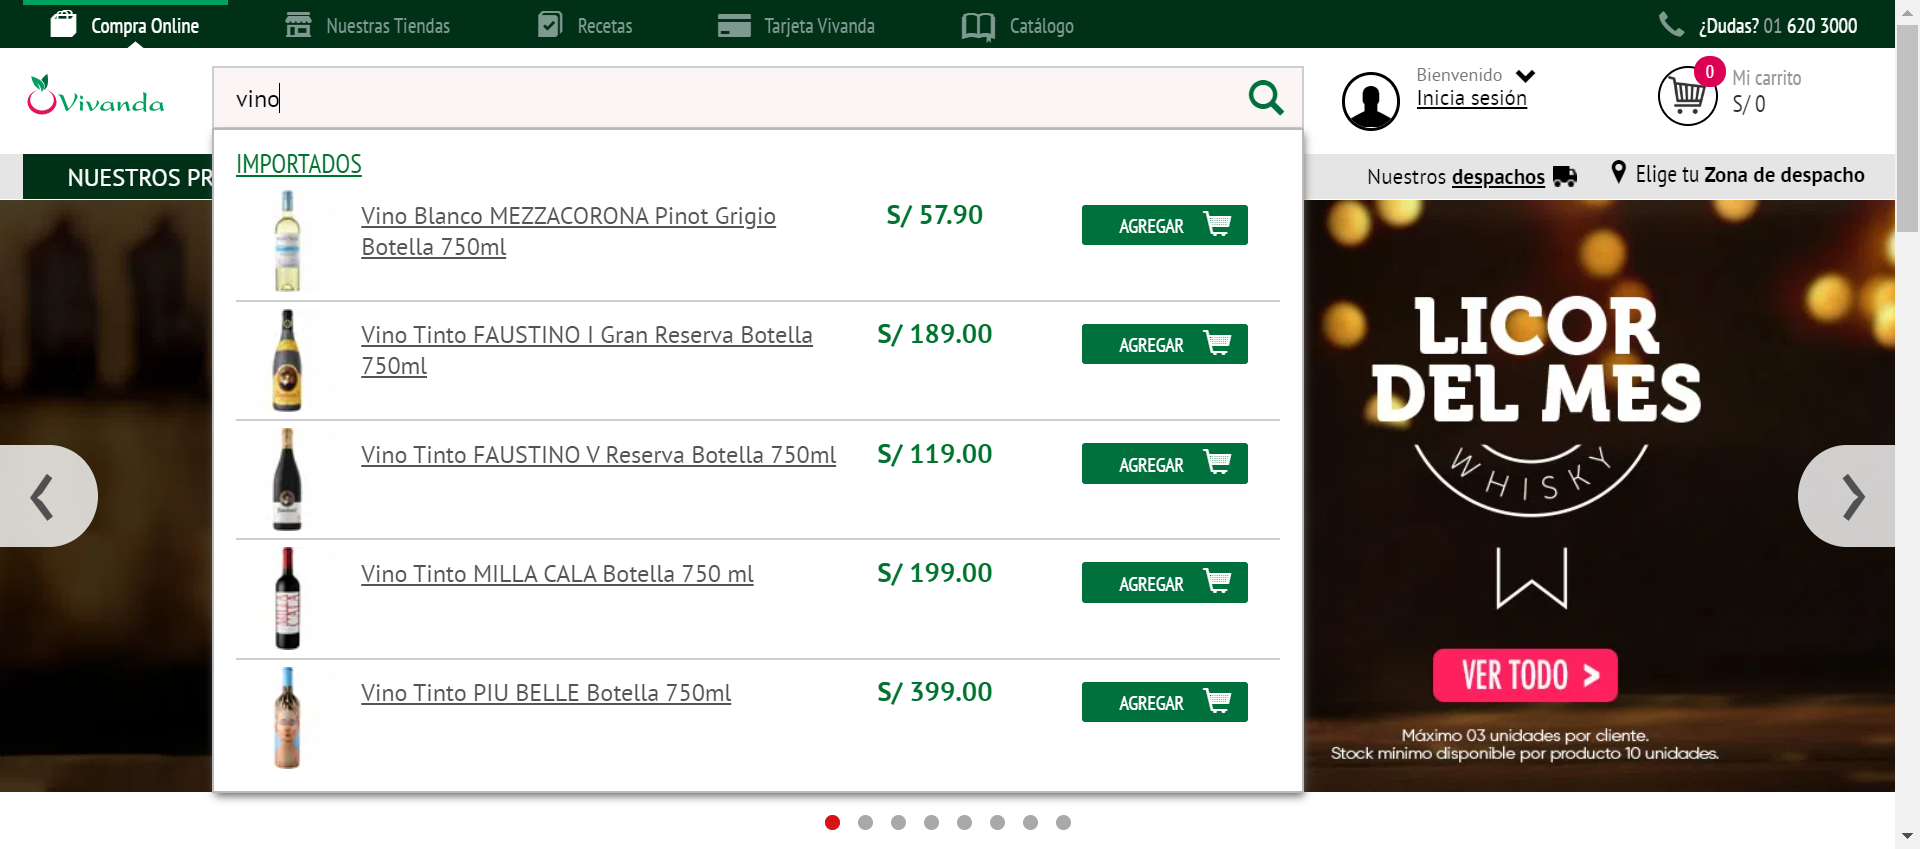 Compra Online
Nuestras Tiendas
Recetas
Tarjeta Vivanda
Catálogo
¿Dudas? 01 620 3000
Vivanda
vino
Bienvenido
Inicia sesión
0
Mi carrito
S/ 0
NUESTROS PR
Nuestros despachos
Elige tu Zona de despacho
IMPORTADOS
Vino Blanco MEZZACORONA Pinot Grigio
Botella 750ml
S/ 57.90
AGREGAR
Vino Tinto FAUSTINO I Gran Reserva Botella
750ml
S/ 189.00
AGREGAR
Vino Tinto FAUSTINO V Reserva Botella 750ml
S/ 119.00
AGREGAR
Vino Tinto MILLA CALA Botella 750 ml
S/ 199.00
AGREGAR
Vino Tinto PIU BELLE Botella 750ml
S/ 399.00
AGREGAR
LICOR
DEL MES
WHISKY
VER TODO >
Máximo 03 unidades por cliente.
Stock mínimo disponible por producto 10 unidades.